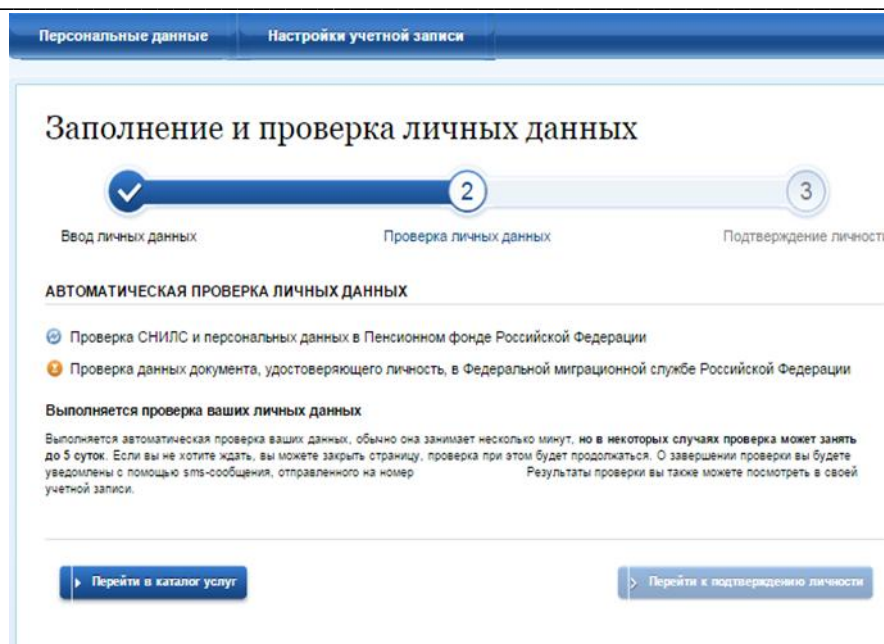 Персональные данные Настройки учетной записи
Заполнение и проверка личных данных
2 3
Ввод личных данных Проверка личных данных Подтверждение личност
АВТОМАТИЧЕСКАЯ ПРОВЕРКА ЛИЧНЫХ ДАННЫХ
Проверка СНИЛС и персональных данных в Пенсионном фонде Российской Федерации
Проверка данных документа, удостоверяющего личность, в Федеральной миграционной службе Российской Федерации
Выполняется проверка ваших личных данных
Выполняется автоматическая проверка ваших данных, обычно она занимает несколько минут, но в некоторых случаях проверка может занять
до 5 суток. Если вы не хотите ждать, вы можете закрыть страницу, проверка при этом будет продолжаться. О завершении проверки вы будете
уведомлены с помощью sms-сообщения, отправленного на номер Результаты проверки вы также можете посмотреть в своей
учетной записи.
Перейти в каталог услуг Перейти к подтверждению личности